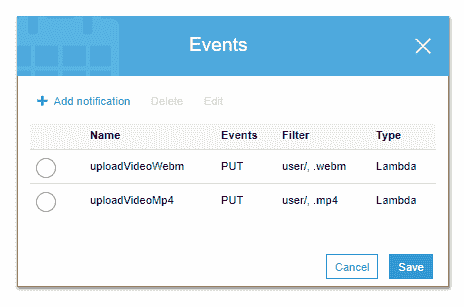 Events
Add notification Delete Edit
Name Events Filter Type
uploadVideoWebm PUT user/, .webm Lambda
uploadVideoMp4 PUT user/, .mp4 Lambda
Cancel Save